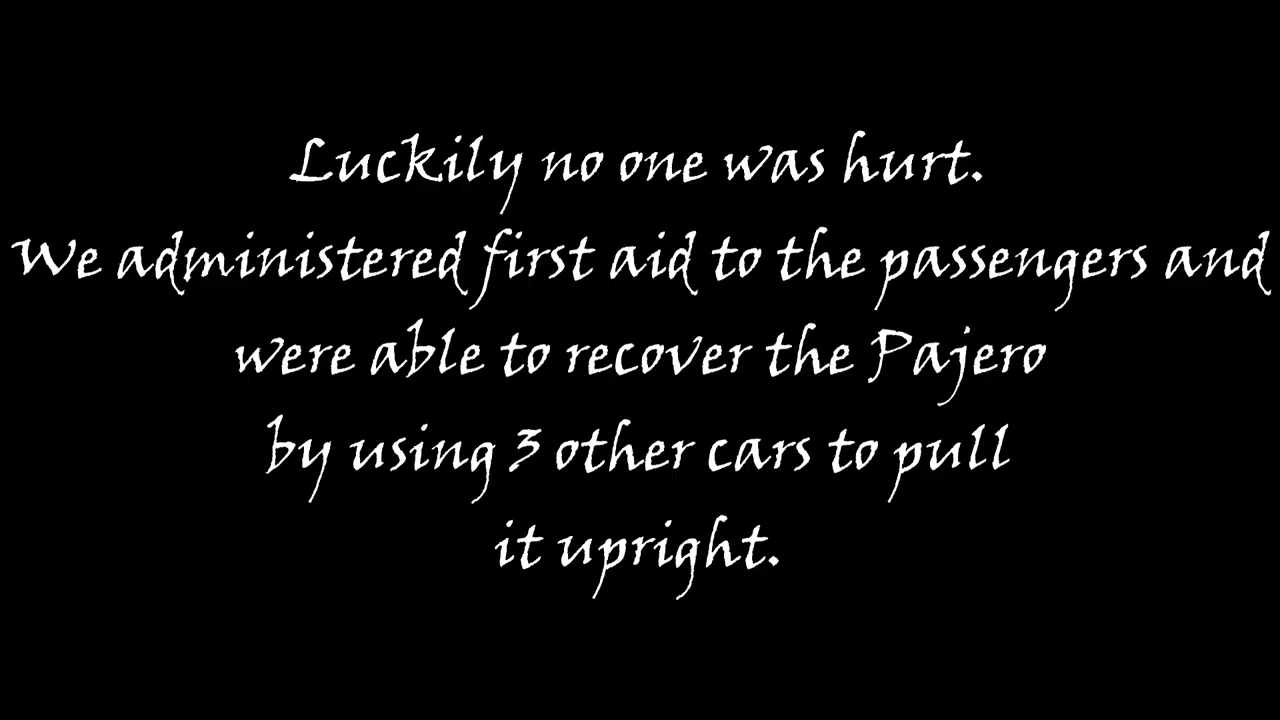 Luckily no one was hurt.
We administered first aid to the passengers and
were able to recover the Pajero
by using 3 other cars to pull
it upright.